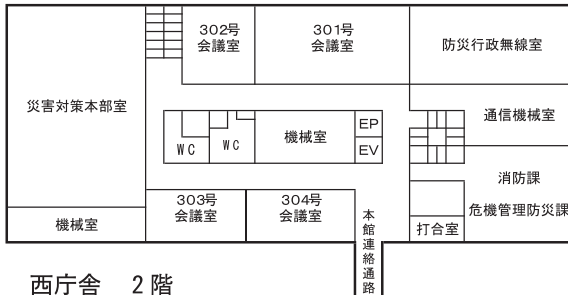 302号
会議室
301号
会議室
防災行政無線室
災害対策本部室
通信機械室
WC
WC
機械室
EP
EV
消防課
危機管理防災課
303号
会議室
304号
会議室
機械室
打合室
本館連絡通路
西庁舎 2階